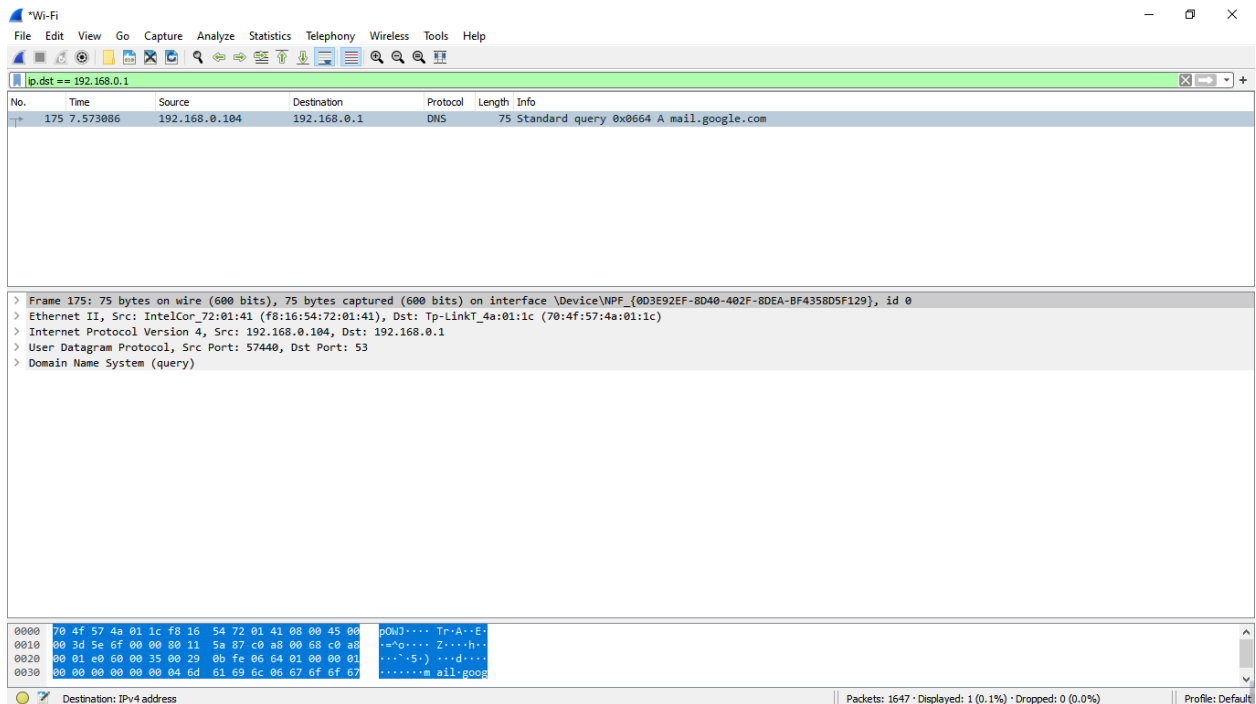 *Wi-Fi
File Edit View Go Capture Analyze Statistics Telephony Wireless Tools Help
ip.dst == 192.168.0.1
No. Time Source Destination Protocol Length Info
175 7.573086 192.168.0.104 192.168.0.1 DNS 75 Standard query 0x0664 A mail.google.com
> Frame 175: 75 bytes on wire (600 bits), 75 bytes captured (600 bits) on interface \Device\NPF_{0D3E92EF-8D40-402F-8DEA-BF4358D5F129}, id 0
> Ethernet II, Src: IntelCor_72:01:41 (f8:16:54:72:01:41), Dst: Tp-LinkT_4a:01:1c (70:4f:57:4a:01:1c)
> Internet Protocol Version 4, Src: 192.168.0.104, Dst: 192.168.0.1
> User Datagram Protocol, Src Port: 57440, Dst Port: 53
> Domain Name System (query)
0000 70 4f 57 4a 01 1c f8 16 54 72 01 41 08 00 45 00 pOWJ···· Tr·A··E·
0010 00 3d 5e 6f 00 00 80 11 5a 87 c0 a8 00 68 c0 a8 ·=^o···· Z····h··
0020 00 01 e0 60 00 35 00 29 0b fe 06 64 01 00 00 01 ···`·5·) ···d····
0030 00 00 00 00 00 00 04 6d 61 69 6c 06 67 6f 6f 67 ·······m ail·goog
Destination: IPv4 address Packets: 1647 · Displayed: 1 (0.1%) · Dropped: 0 (0.0%) Profile: Default